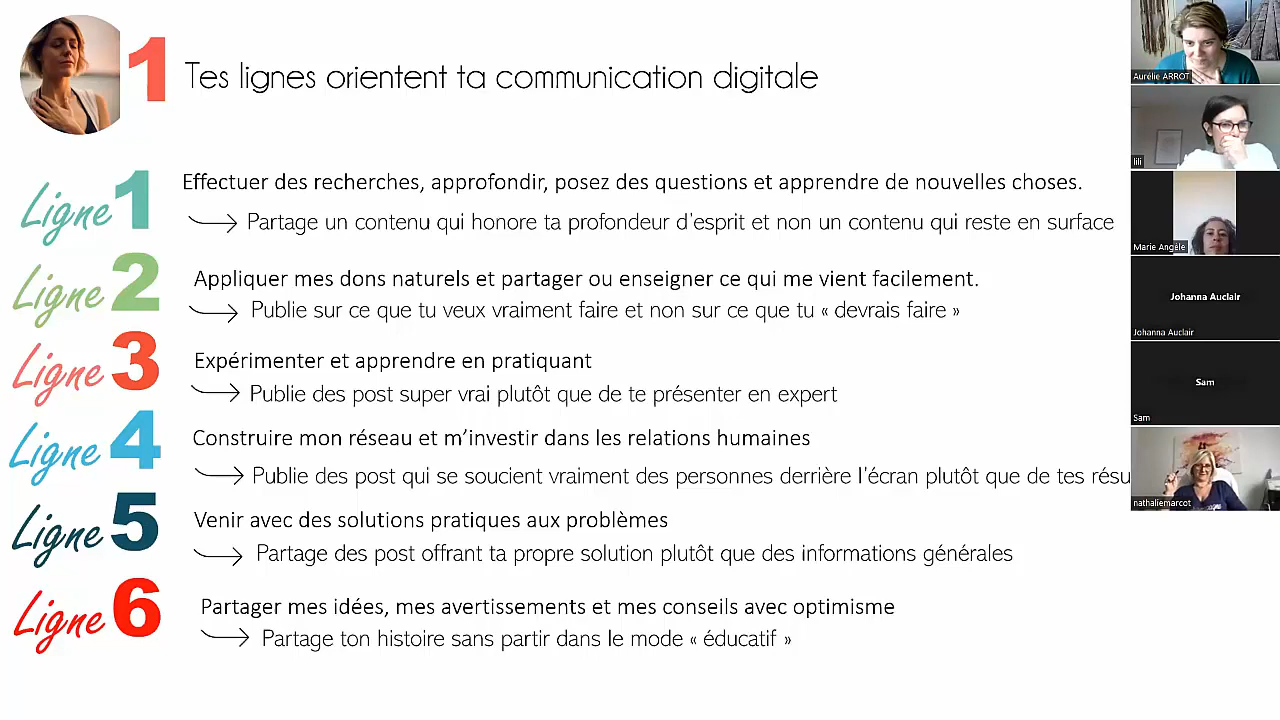 1 Tes lignes orientent ta communication digitale
Ligne 1
Effectuer des recherches, approfondir, posez des questions et apprendre de nouvelles choses.
Partage un contenu qui honore ta profondeur d'esprit et non un contenu qui reste en surface
Ligne 2
Appliquer mes dons naturels et partager ou enseigner ce qui me vient facilement.
Publie sur ce que tu veux vraiment faire et non sur ce que tu « devrais faire »
Ligne 3
Expérimenter et apprendre en pratiquant
Publie des post super vrai plutôt que de te présenter en expert
Ligne 4
Construire mon réseau et m'investir dans les relations humaines
Publie des post qui se soucient vraiment des personnes derrière l'écran plutôt que de tes résu
Ligne 5
Venir avec des solutions pratiques aux problèmes
Partage des post offrant ta propre solution plutôt que des informations générales
Ligne 6
Partager mes idées, mes avertissements et mes conseils avec optimisme
Partage ton histoire sans partir dans le mode « éducatif »
Aurélie ARROT
lili
Marie Angéle
Johanna Auclair
Johanna Auclair
Sam
Sam
nathaliemarcot